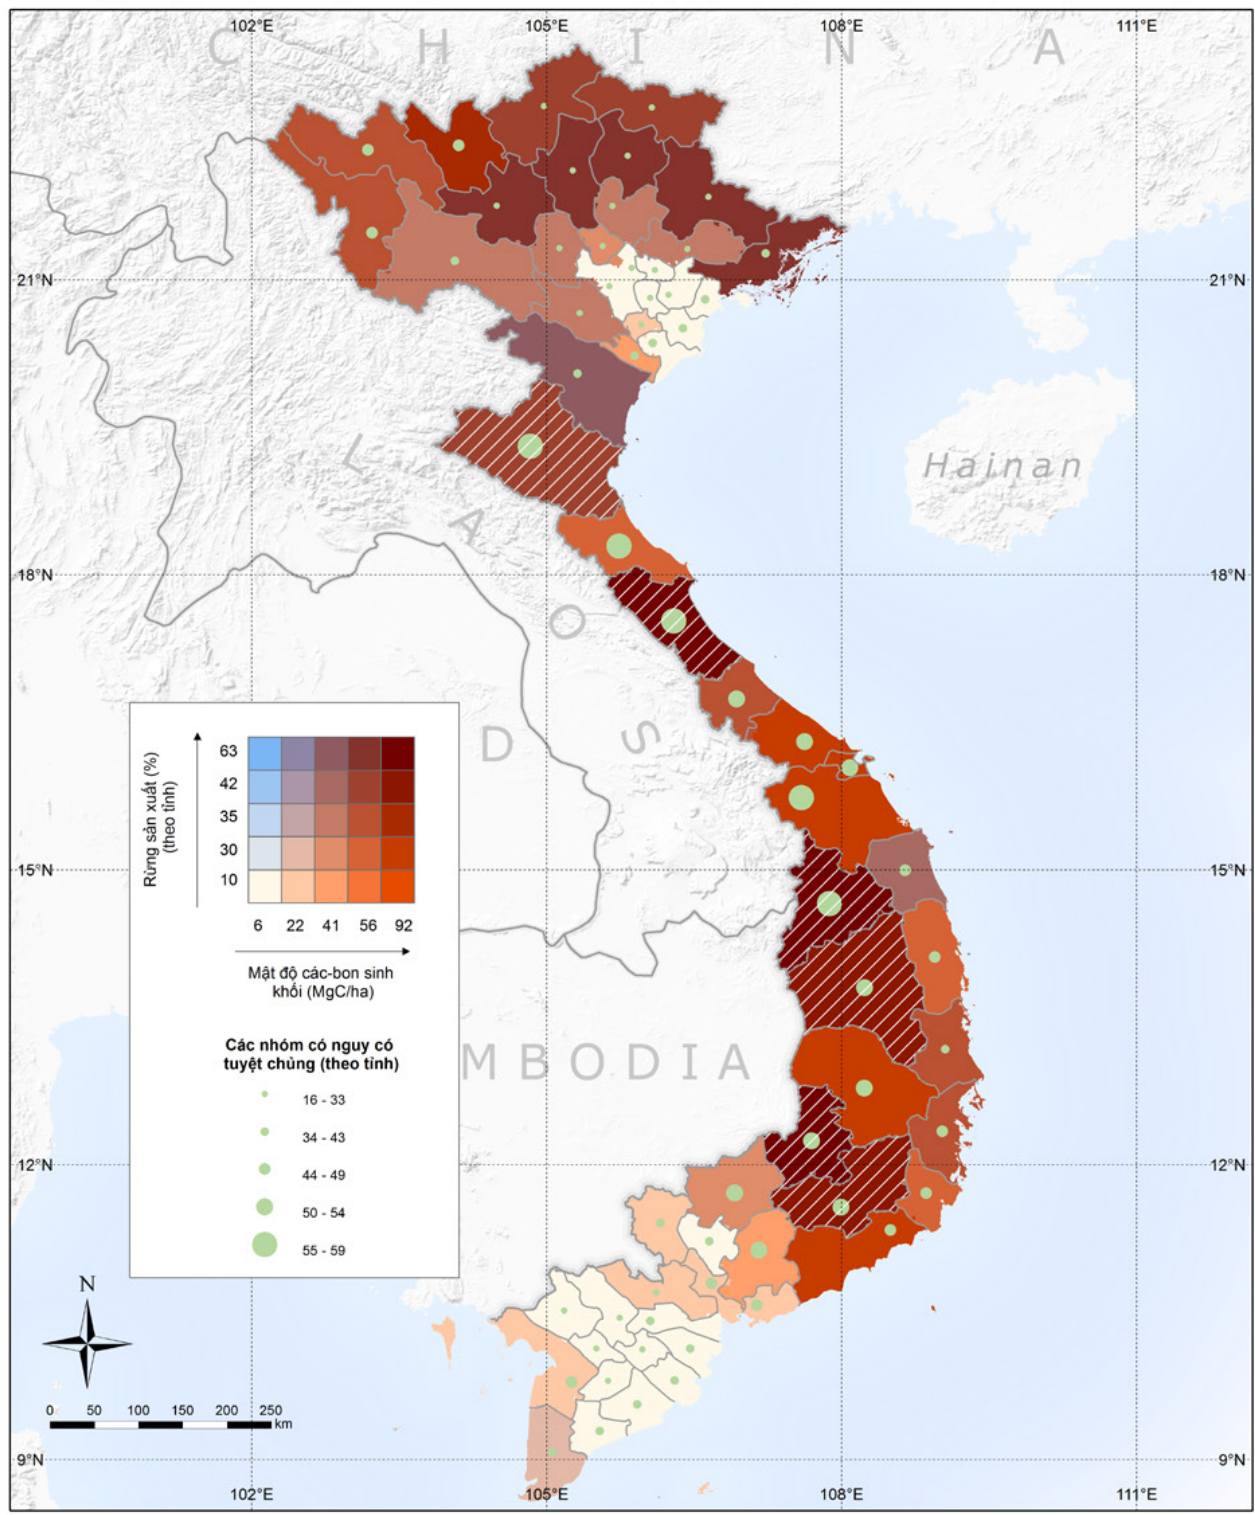 102°E 105°E 108°E 111°E
C H I N A
21°N 21°N
Hainan
L A O S
18°N 18°N
D
Rừng sản xuất (%)
(theo tỉnh)
63
42
35
30
10
6 22 41 56 92
Mật độ các-bon sinh
khối (MgC/ha)
15°N 15°N
Các nhóm có nguy có
tuyệt chủng (theo tỉnh)
16 - 33
34 - 43
44 - 49
50 - 54
55 - 59
MBODIA
12°N 12°N
N
0 50 100 150 200 250
km
9°N 9°N
102°E 105°E 108°E 111°E